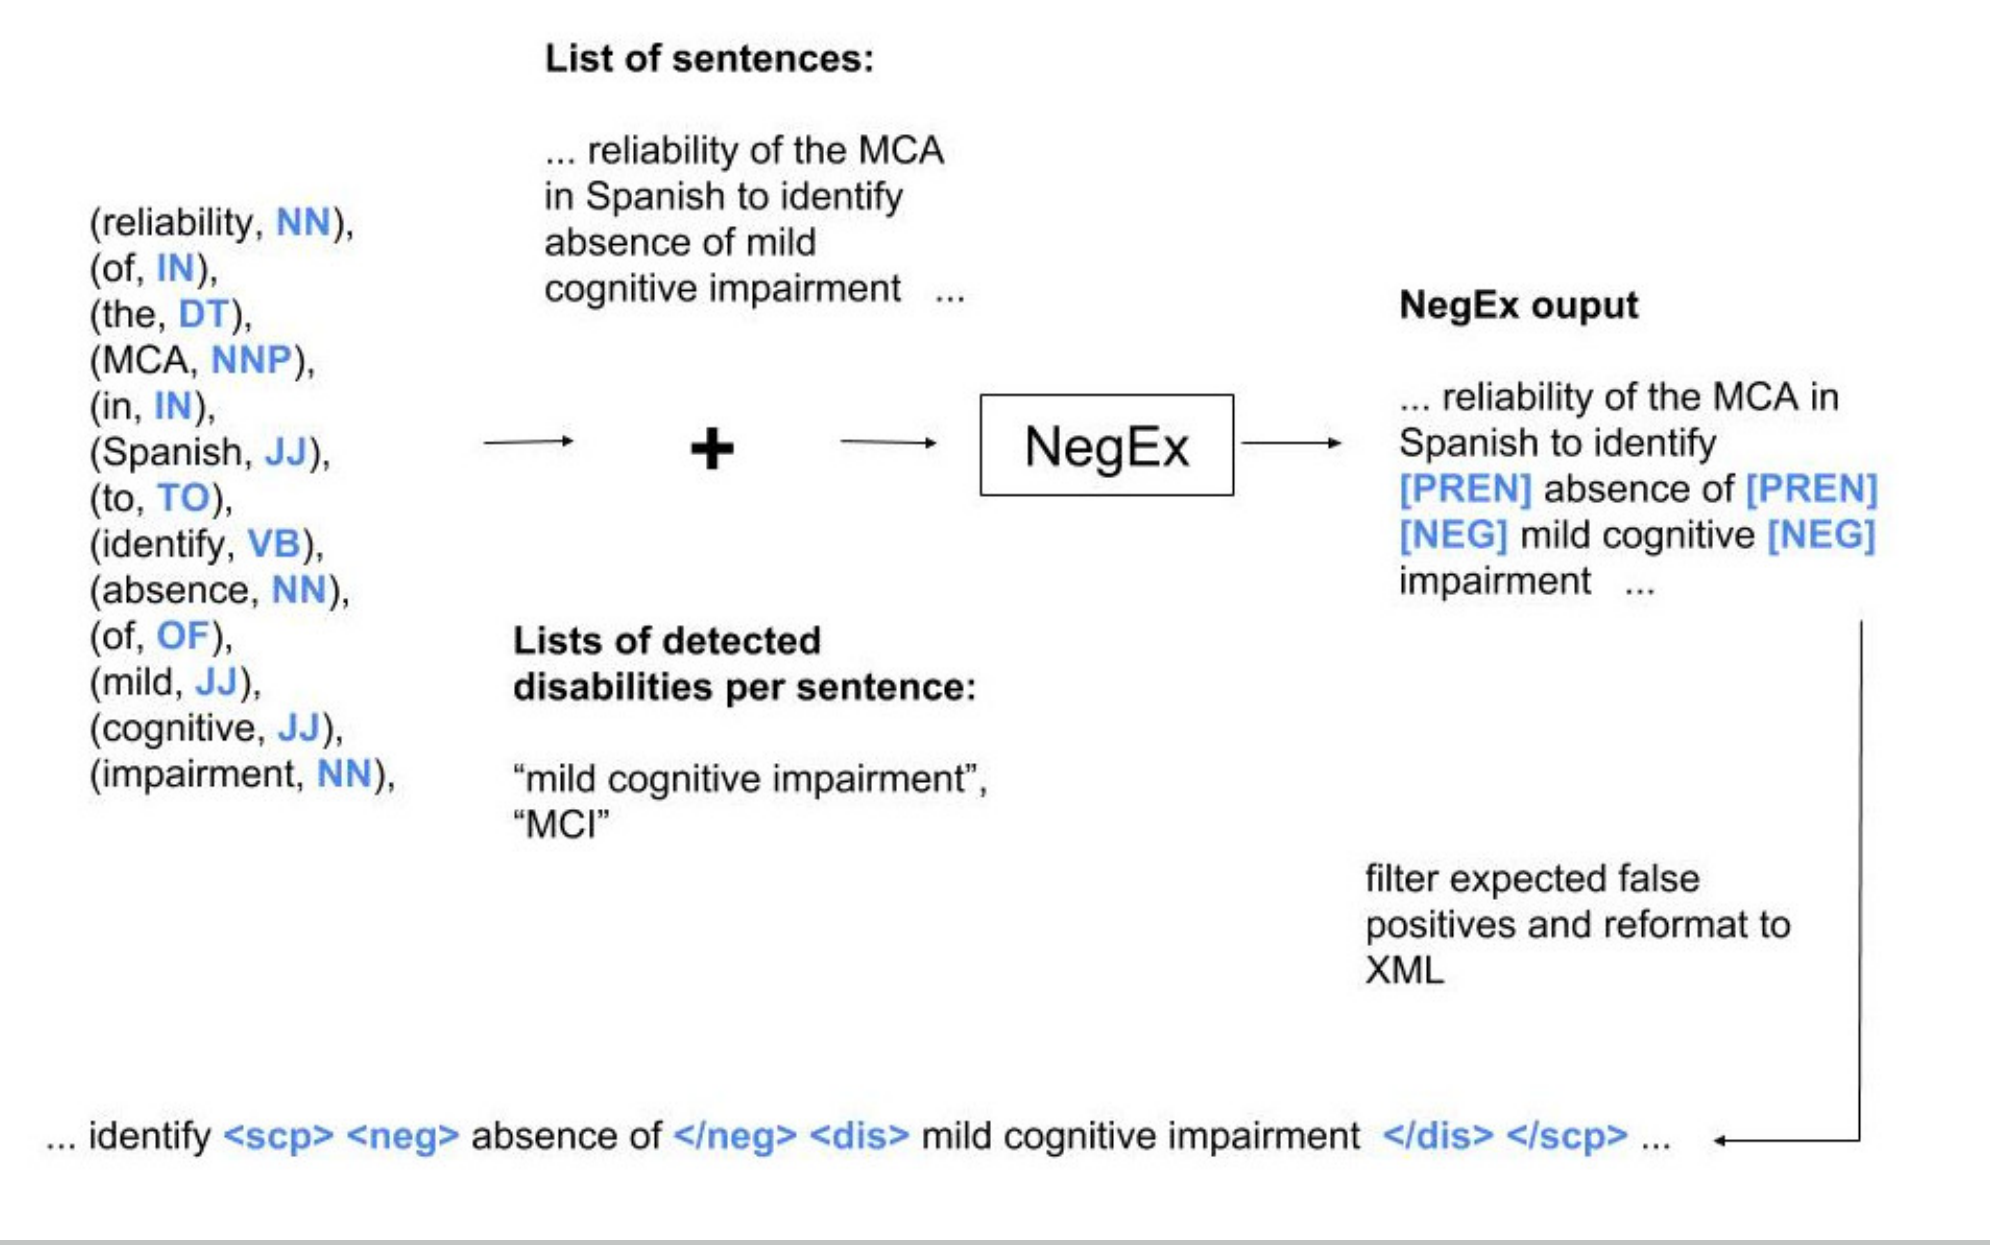 List of sentences:
... reliability of the MCA
in Spanish to identify
absence of mild
cognitive impairment ...
(reliability, NN),
(of, IN),
(the, DT),
(MCA, NNP),
(in, IN),
(Spanish, JJ),
(to, TO),
(identify, VB),
(absence, NN),
(of, OF),
(mild, JJ),
(cognitive, JJ),
(impairment, NN),
+
NegEx
NegEx ouput
... reliability of the MCA in
Spanish to identify
[PREN] absence of [PREN]
[NEG] mild cognitive [NEG]
impairment ...
Lists of detected
disabilities per sentence:
“mild cognitive impairment”,
“MCI”
filter expected false
positives and reformat to
XML
... identify <scp> <neg> absence of </neg> <dis> mild cognitive impairment </dis> </scp> ...